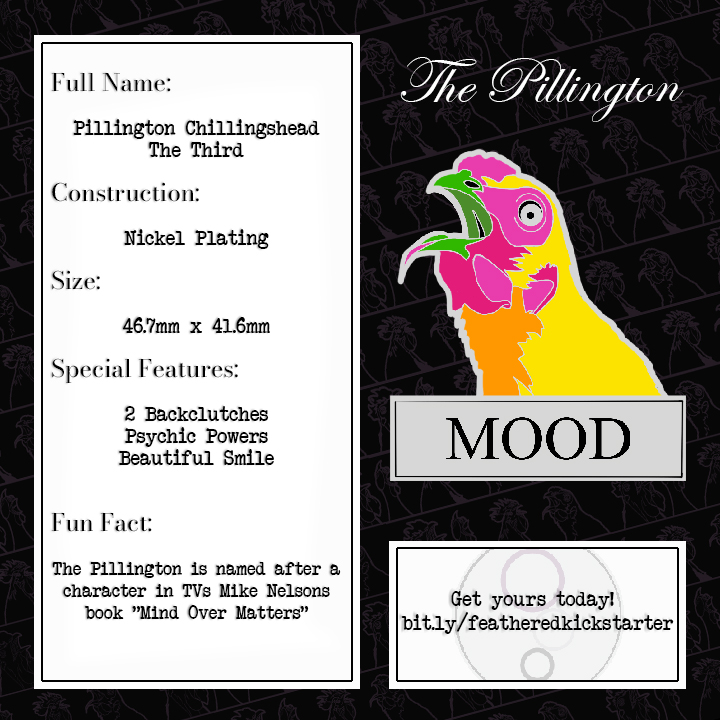 Full Name:
Pillington Chillingshead
The Third
Construction:
Nickel Plating
Size:
46.7mm x 41.6mm
Special Features:
2 Backclutches
Psychic Powers
Beautiful Smile
Fun Fact:
The Pillington is named after a
character in TVs Mike Nelsons
book "Mind Over Matters"
The Pillington
MOOD
Get yours today!
bit.ly/featheredkickstarter